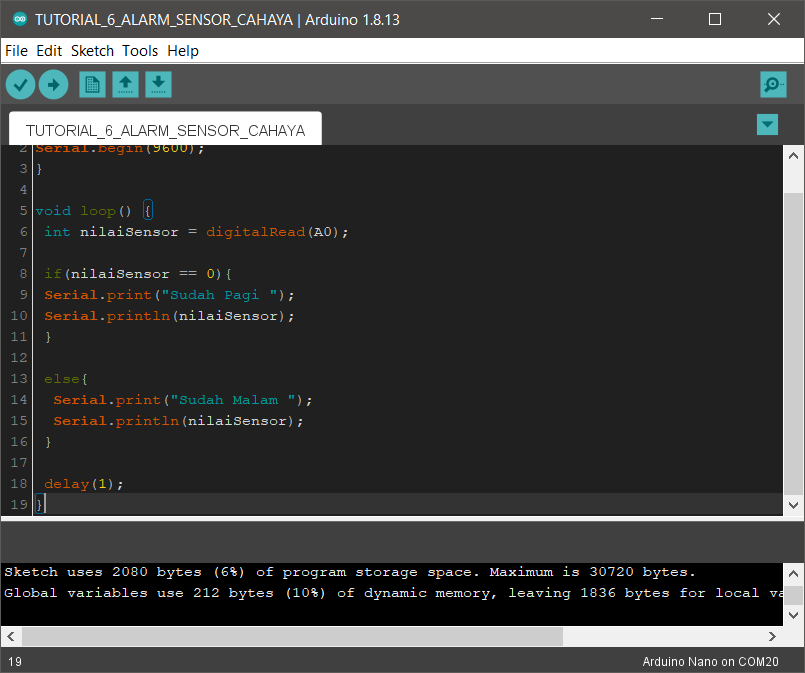 TUTORIAL_6_ALARM_SENSOR_CAHAYA | Arduino 1.8.13
File Edit Sketch Tools Help
TUTORIAL_6_ALARM_SENSOR_CAHAYA
2 Serial.begin(9600);
3 }
4
5 void loop() {
6 int nilaiSensor = digitalRead(A0);
7
8 if(nilaiSensor == 0){
9 Serial.print("Sudah Pagi ");
10 Serial.println(nilaiSensor);
11 }
12
13 else{
14 Serial.print("Sudah Malam ");
15 Serial.println(nilaiSensor);
16 }
17
18 delay(1);
19 }
Sketch uses 2080 bytes (6%) of program storage space. Maximum is 30720 bytes.
Global variables use 212 bytes (10%) of dynamic memory, leaving 1836 bytes for local va
19 Arduino Nano on COM20